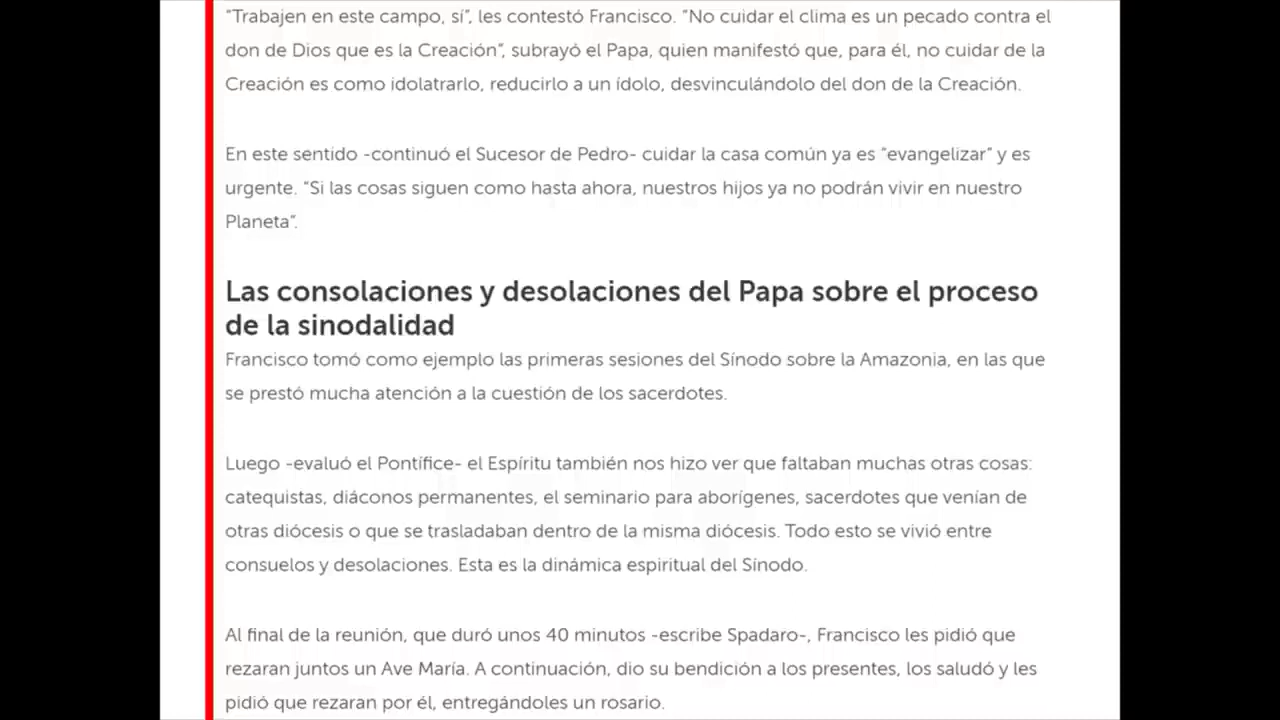 “Trabajen en este campo, sí”, les contestó Francisco. “No cuidar el clima es un pecado contra el
don de Dios que es la Creación”, subrayó el Papa, quien manifestó que, para él, no cuidar de la
Creación es como idolatrarlo, reducirlo a un ídolo, desvinculándolo del don de la Creación.
En este sentido -continuó el Sucesor de Pedro- cuidar la casa común ya es “evangelizar” y es
urgente. “Si las cosas siguen como hasta ahora, nuestros hijos ya no podrán vivir en nuestro
Planeta”.
Las consolaciones y desolaciones del Papa sobre el proceso
de la sinodalidad
Francisco tomó como ejemplo las primeras sesiones del Sínodo sobre la Amazonia, en las que
se prestó mucha atención a la cuestión de los sacerdotes.
Luego -evaluó el Pontífice- el Espíritu también nos hizo ver que faltaban muchas otras cosas:
catequistas, diáconos permanentes, el seminario para aborígenes, sacerdotes que venían de
otras diócesis o que se trasladaban dentro de la misma diócesis. Todo esto se vivió entre
consuelos y desolaciones. Esta es la dinámica espiritual del Sínodo.
Al final de la reunión, que duró unos 40 minutos -escribe Spadaro-, Francisco les pidió que
rezaran juntos un Ave María. A continuación, dio su bendición a los presentes, los saludó y les
pidió que rezaran por él, entregándoles un rosario.